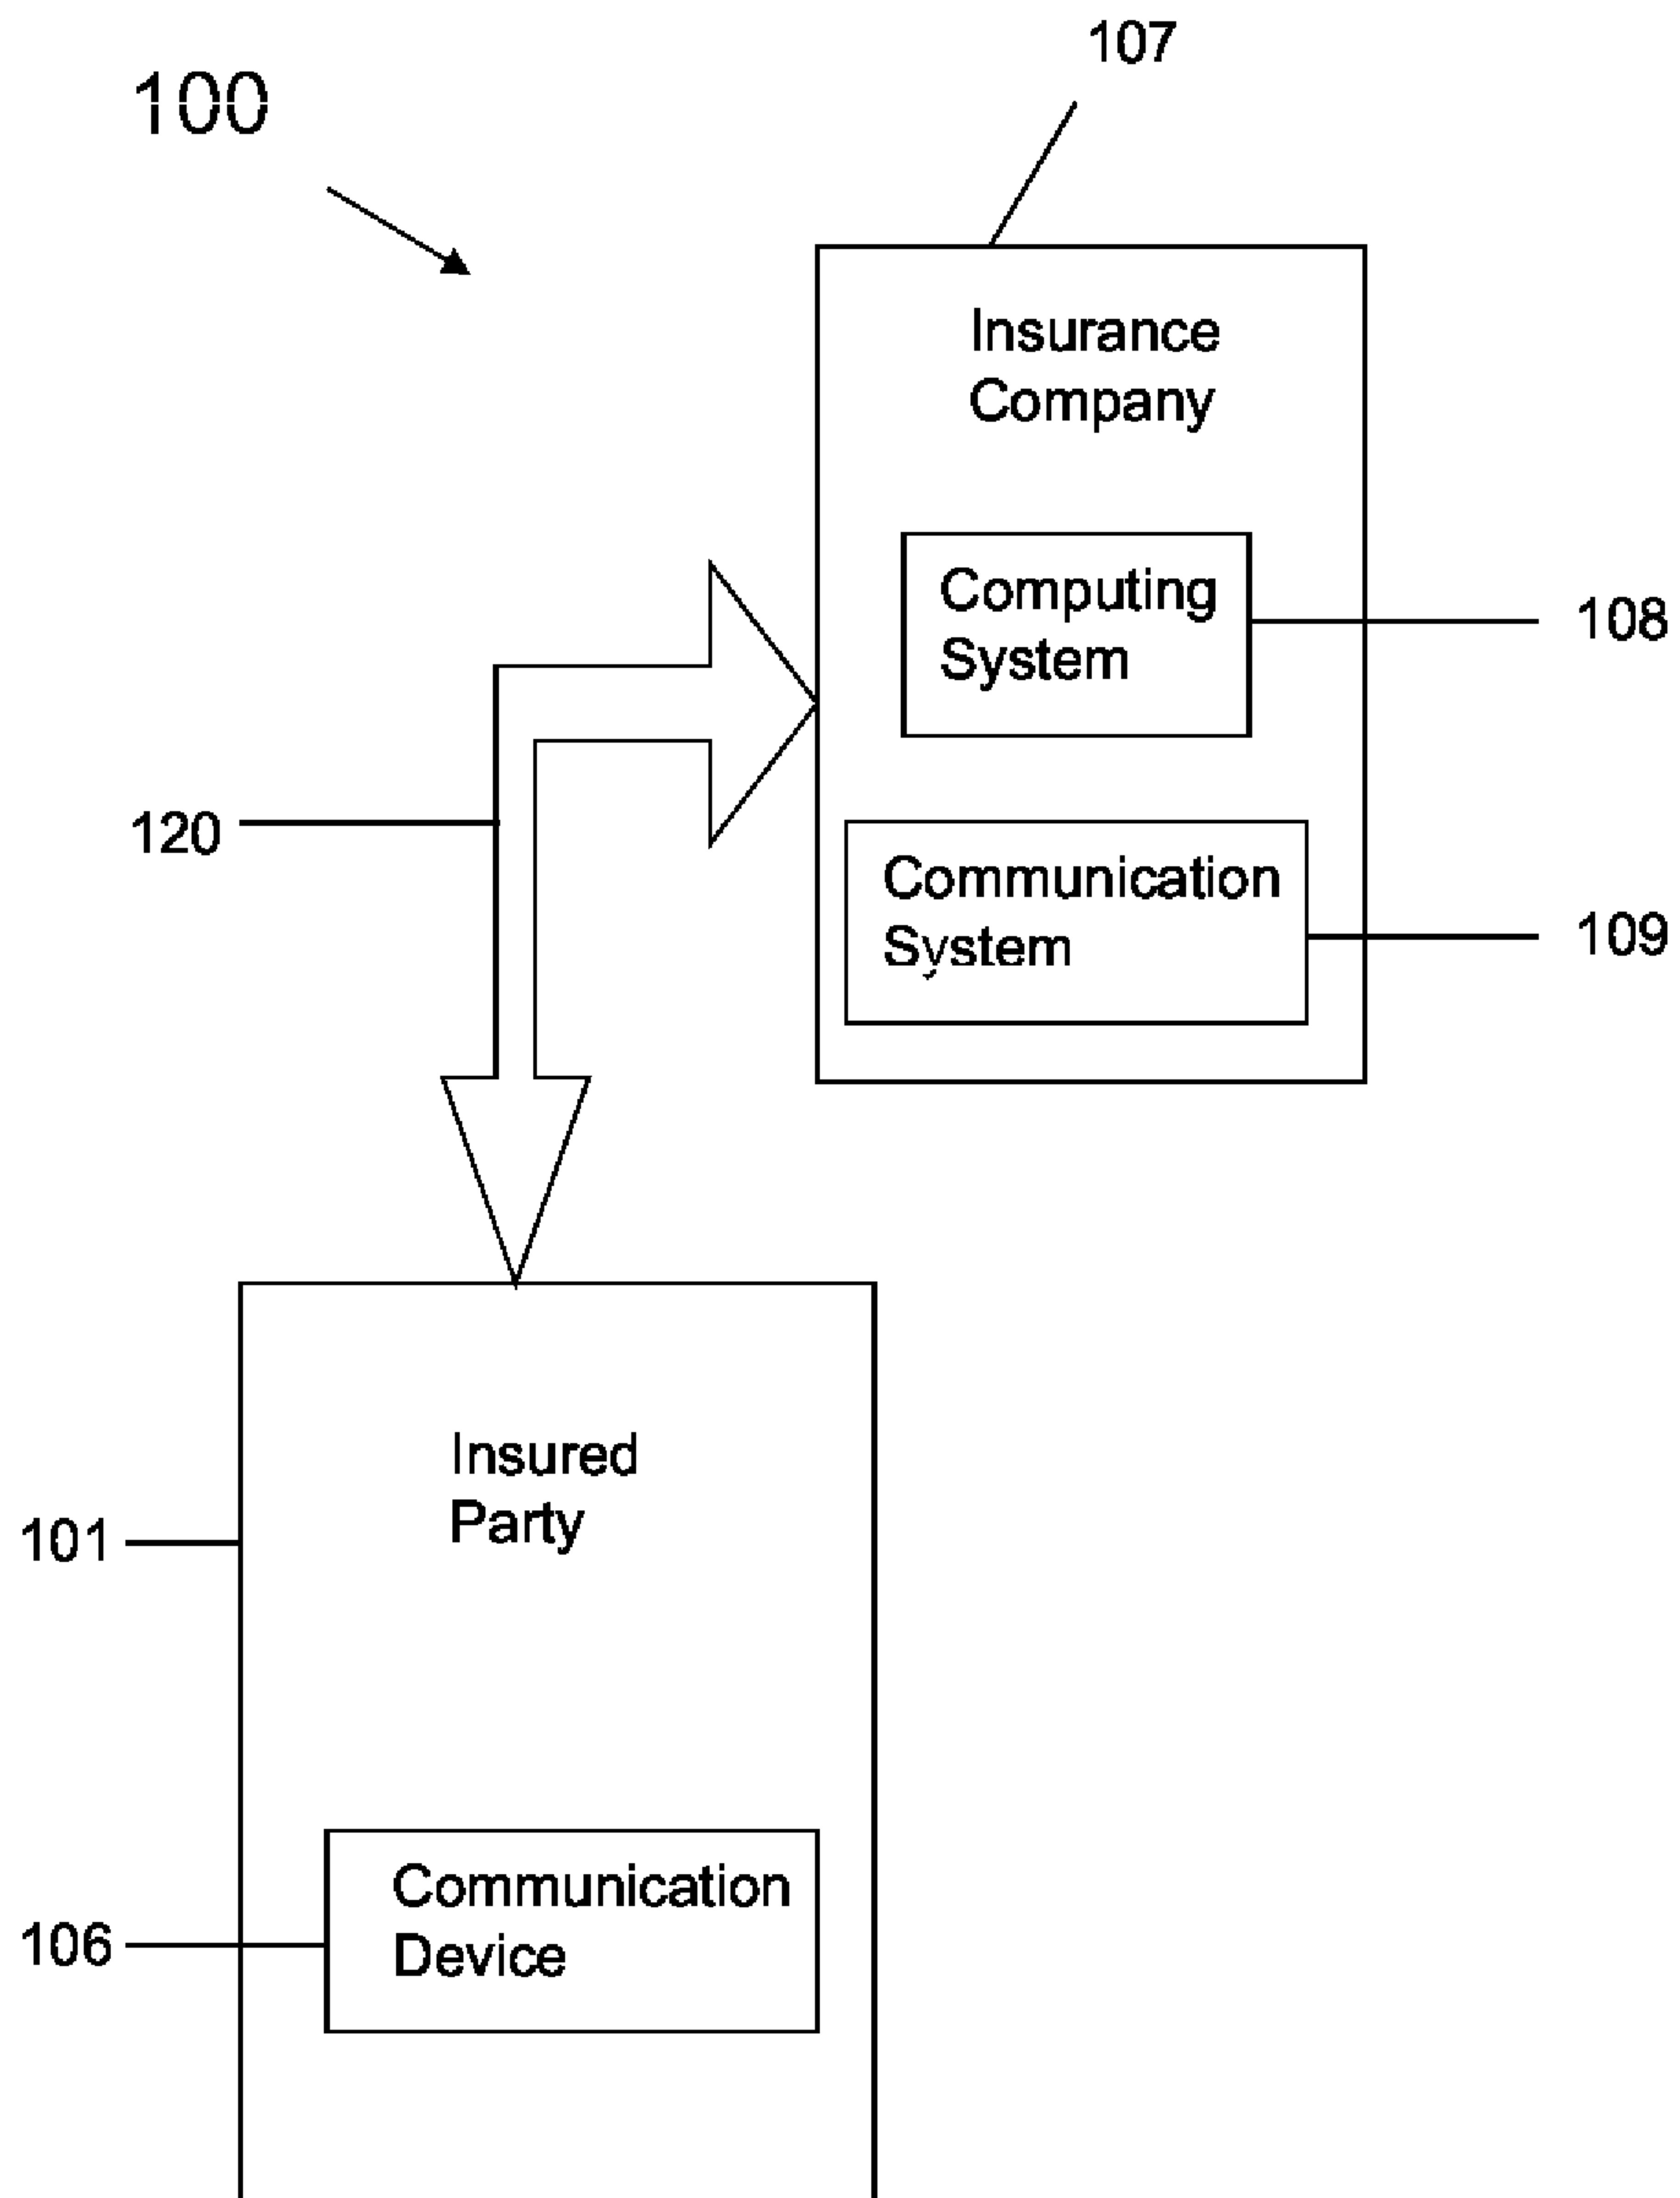 107
100
Insurance
Company
Computing
System
108
120
Communication
System
109
Insured
Party
101
Communication
Device
106